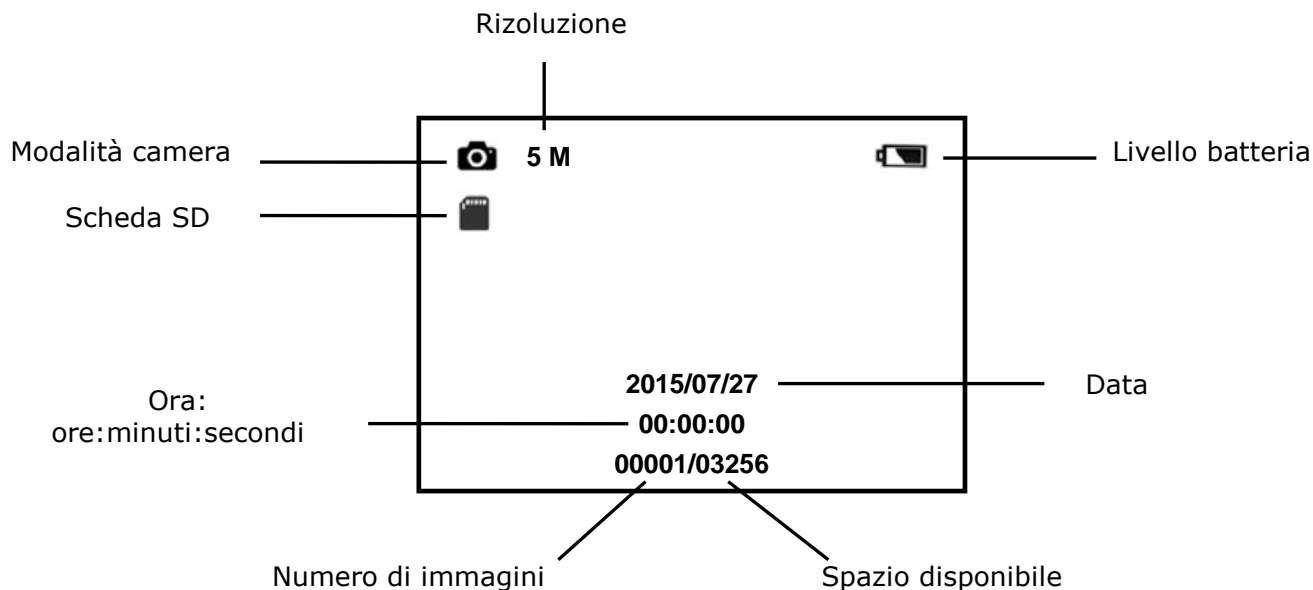 Rizoluzione
Modalità camera
5 M
Livello batteria
Scheda SD
2015/07/27
Data
Ora:
ore:minuti:secondi
00:00:00
00001/03256
Numero di immagini
Spazio disponibile